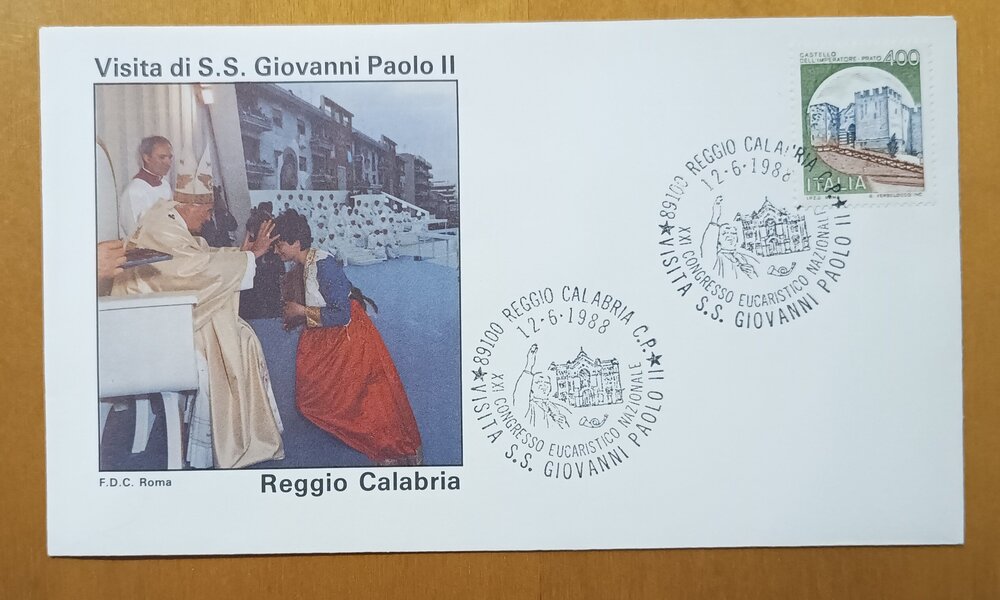 Visita di S.S. Giovanni Paolo II
F.D.C. Roma
Reggio Calabria
CASTELLO
DELL'IMPERATORE - PRATO
400
ITALIA
89100 REGGIO CALABRIA C.P.
12-6-1988
XXI CONGRESSO EUCARISTICO NAZIONALE
★VISITA S.S. GIOVANNI PAOLO II★
89100 REGGIO CALABRIA C.P.
12-6-1988
XXI CONGRESSO EUCARISTICO NAZIONALE
★VISITA S.S. GIOVANNI PAOLO II★